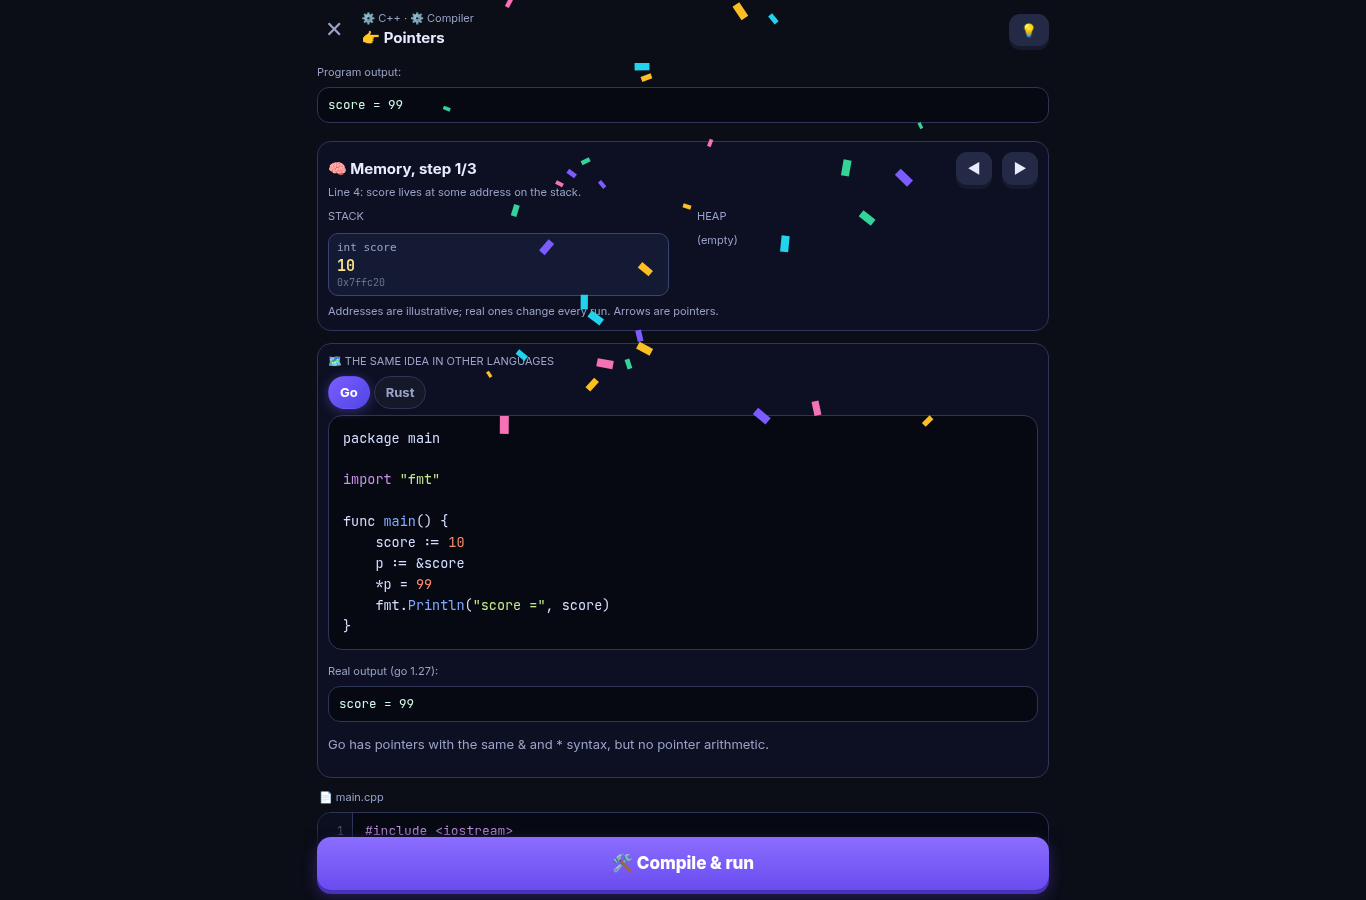 ⚙️ C++ · ⚙️ Compiler
👉 Pointers
Program output:
score = 99
🧠 Memory, step 1/3
Line 4: score lives at some address on the stack.
STACK
HEAP
int score
10
0x7ffc20
(empty)
Addresses are illustrative; real ones change every run. Arrows are pointers.
🗺️ THE SAME IDEA IN OTHER LANGUAGES
Go Rust
package main
import "fmt"
func main() {
    score := 10
    p := &score
    *p = 99
    fmt.Println("score =", score)
}
Real output (go 1.27):
score = 99
Go has pointers with the same & and * syntax, but no pointer arithmetic.
📄 main.cpp
1 #include <iostream>
🛠️ Compile & run